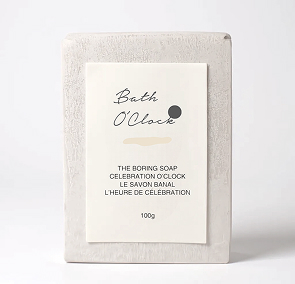 Bath
O'Clock
THE BORING SOAP
CELEBRATION O'CLOCK
LE SAVON BANAL
L'HEURE DE CÉLÉBRATION
100g